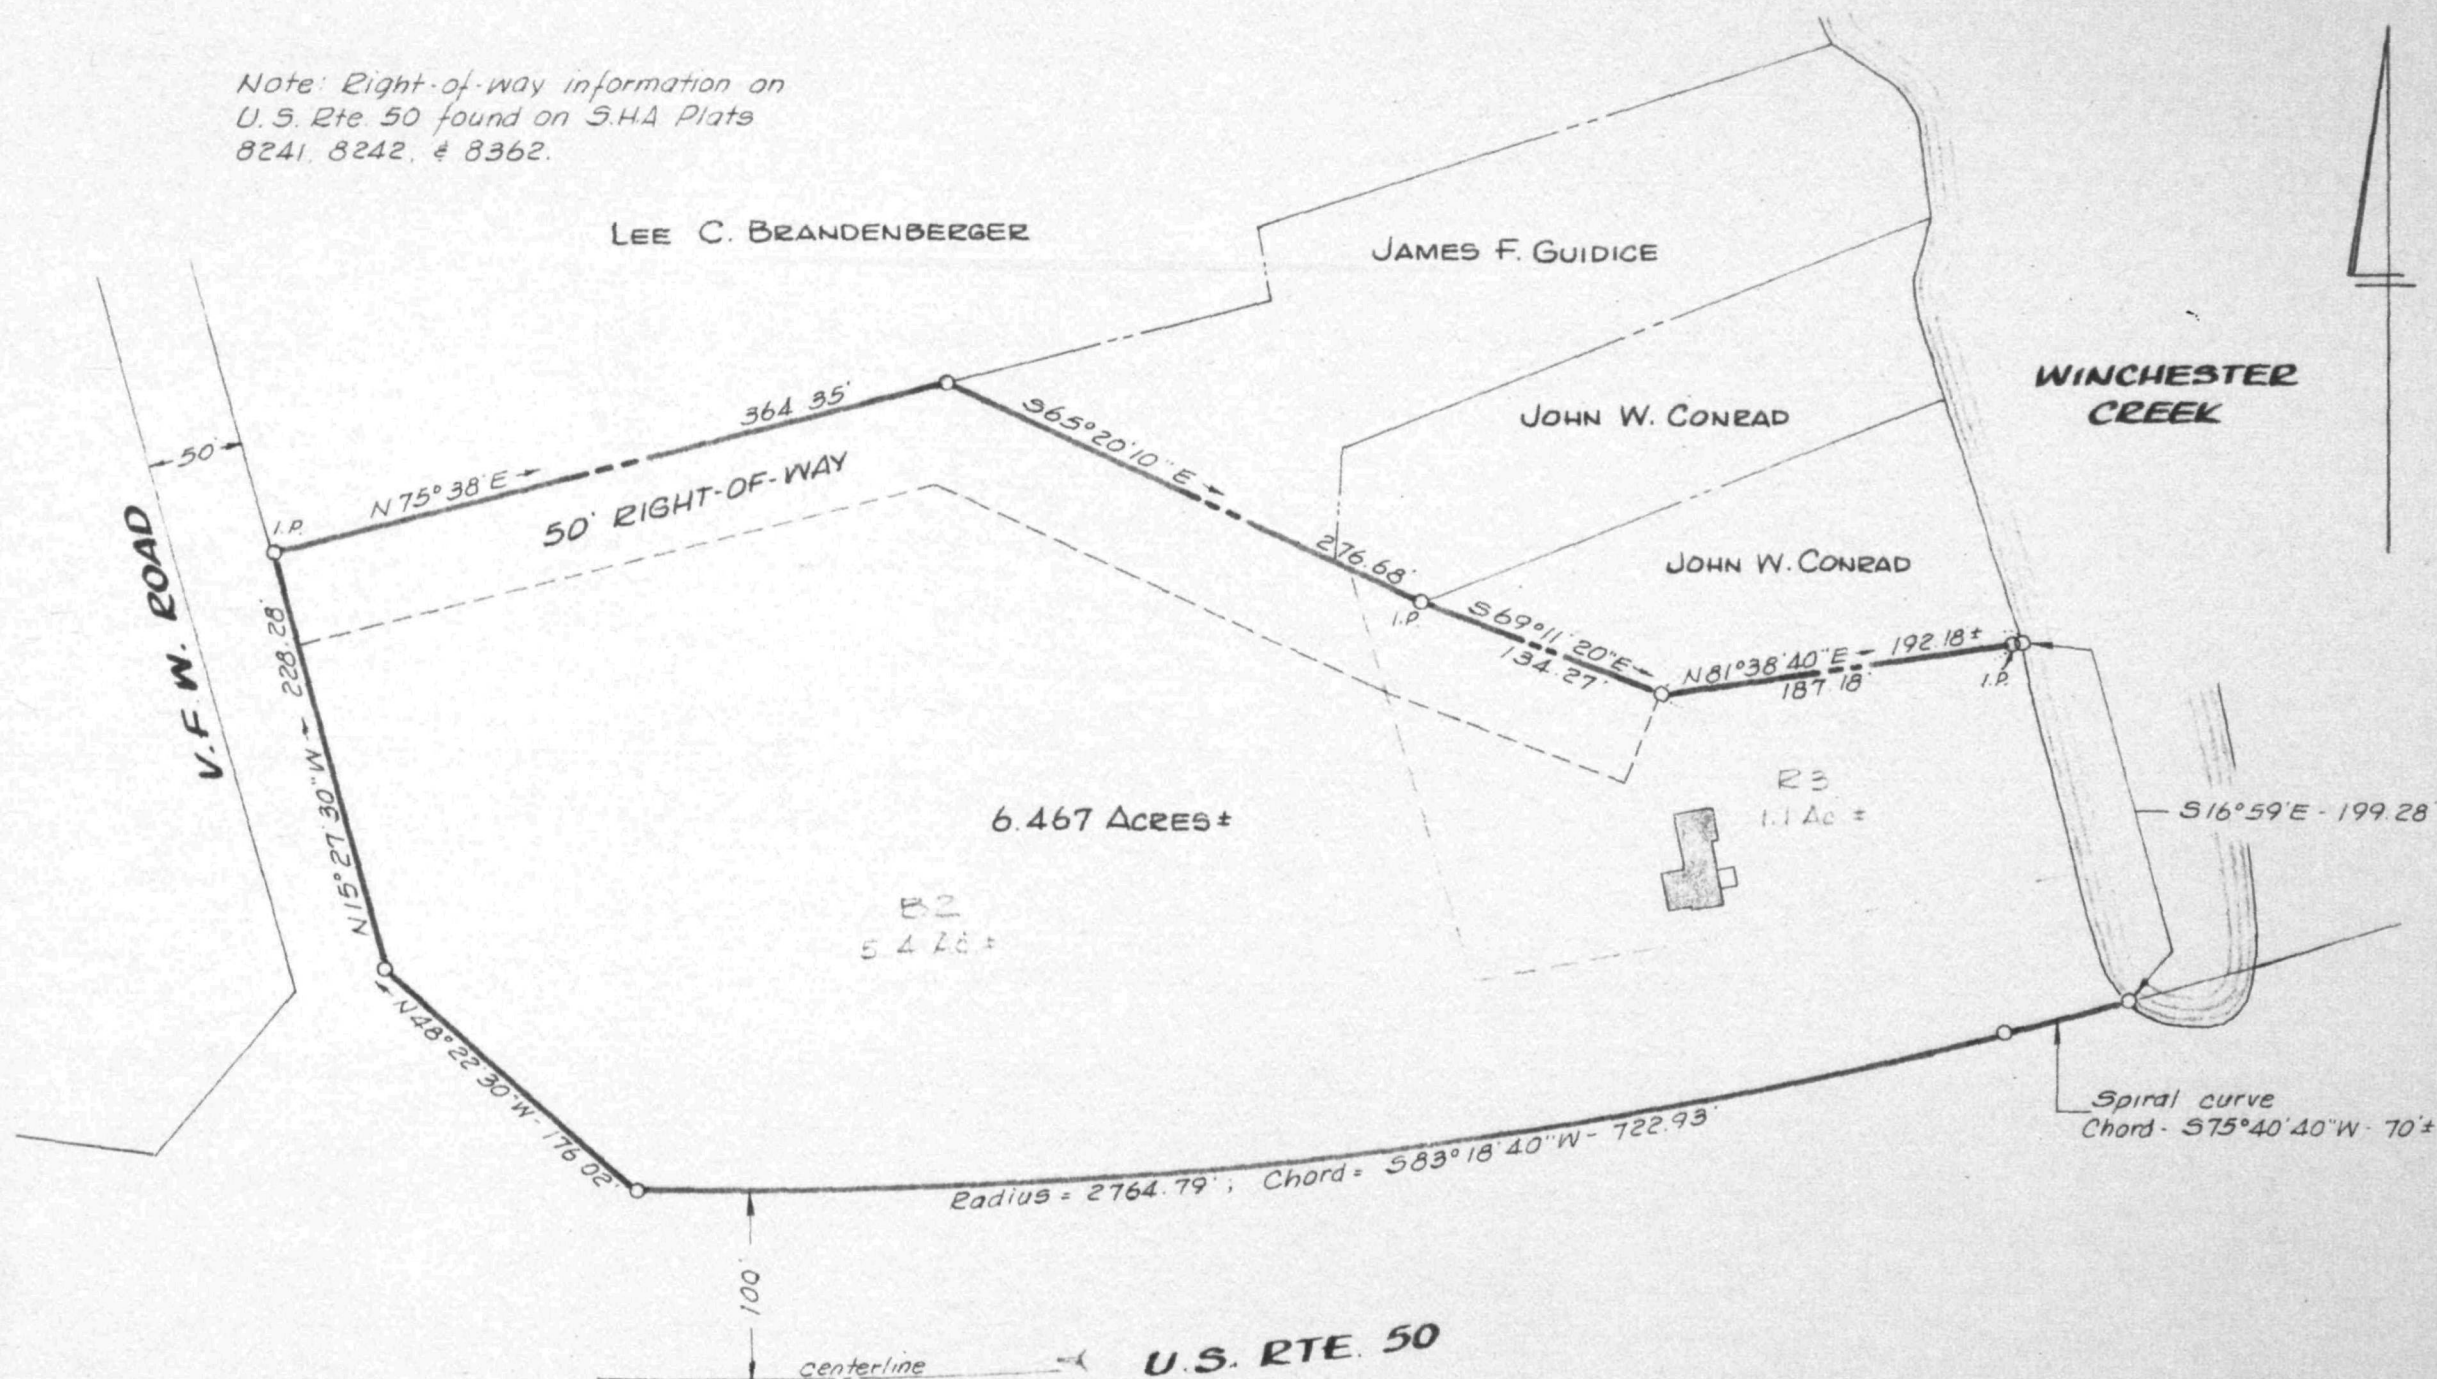 Note: Right-of-way information on
U.S. Rte. 50 found on S.H.A Plats
8241, 8242, & 8362.
LEE C. BRANDENBERGER
JAMES F. GUIDICE
JOHN W. CONRAD
JOHN W. CONRAD
WINCHESTER
CREEK
50'
V.F.W. ROAD
I.P.
N75°38'E
364.35'
50' RIGHT-OF-WAY
S65°20'10"E
276.68'
I.P.
S69°11'20"E
134.27'
N81°38'40"E
192.18±
187.18'
I.P.
S16°59'E - 199.28'
N15°27'30"W
228.28'
6.467 ACRES±
R3
1.1 Ac ±
B2
5.4 Ac ±
N48°22'30"W - 176.02'
Radius = 2764.79'; Chord = S83°18'40"W - 722.93'
Spiral curve
Chord - S75°40'40"W - 70'±
100'
centerline
U.S. RTE. 50